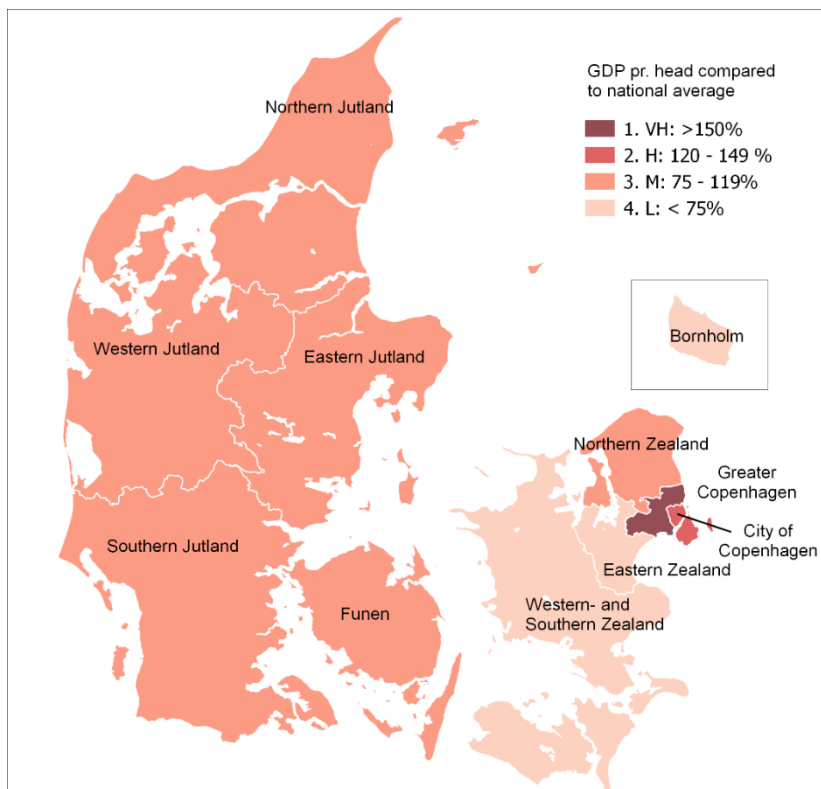 Northern Jutland
GDP pr. head compared
to national average
1. VH: >150%
2. H: 120 - 149 %
3. M: 75 - 119%
4. L: < 75%
Bornholm
Western Jutland
Eastern Jutland
Northern Zealand
Greater
Copenhagen
City of
Copenhagen
Southern Jutland
Eastern Zealand
Funen
Western- and
Southern Zealand